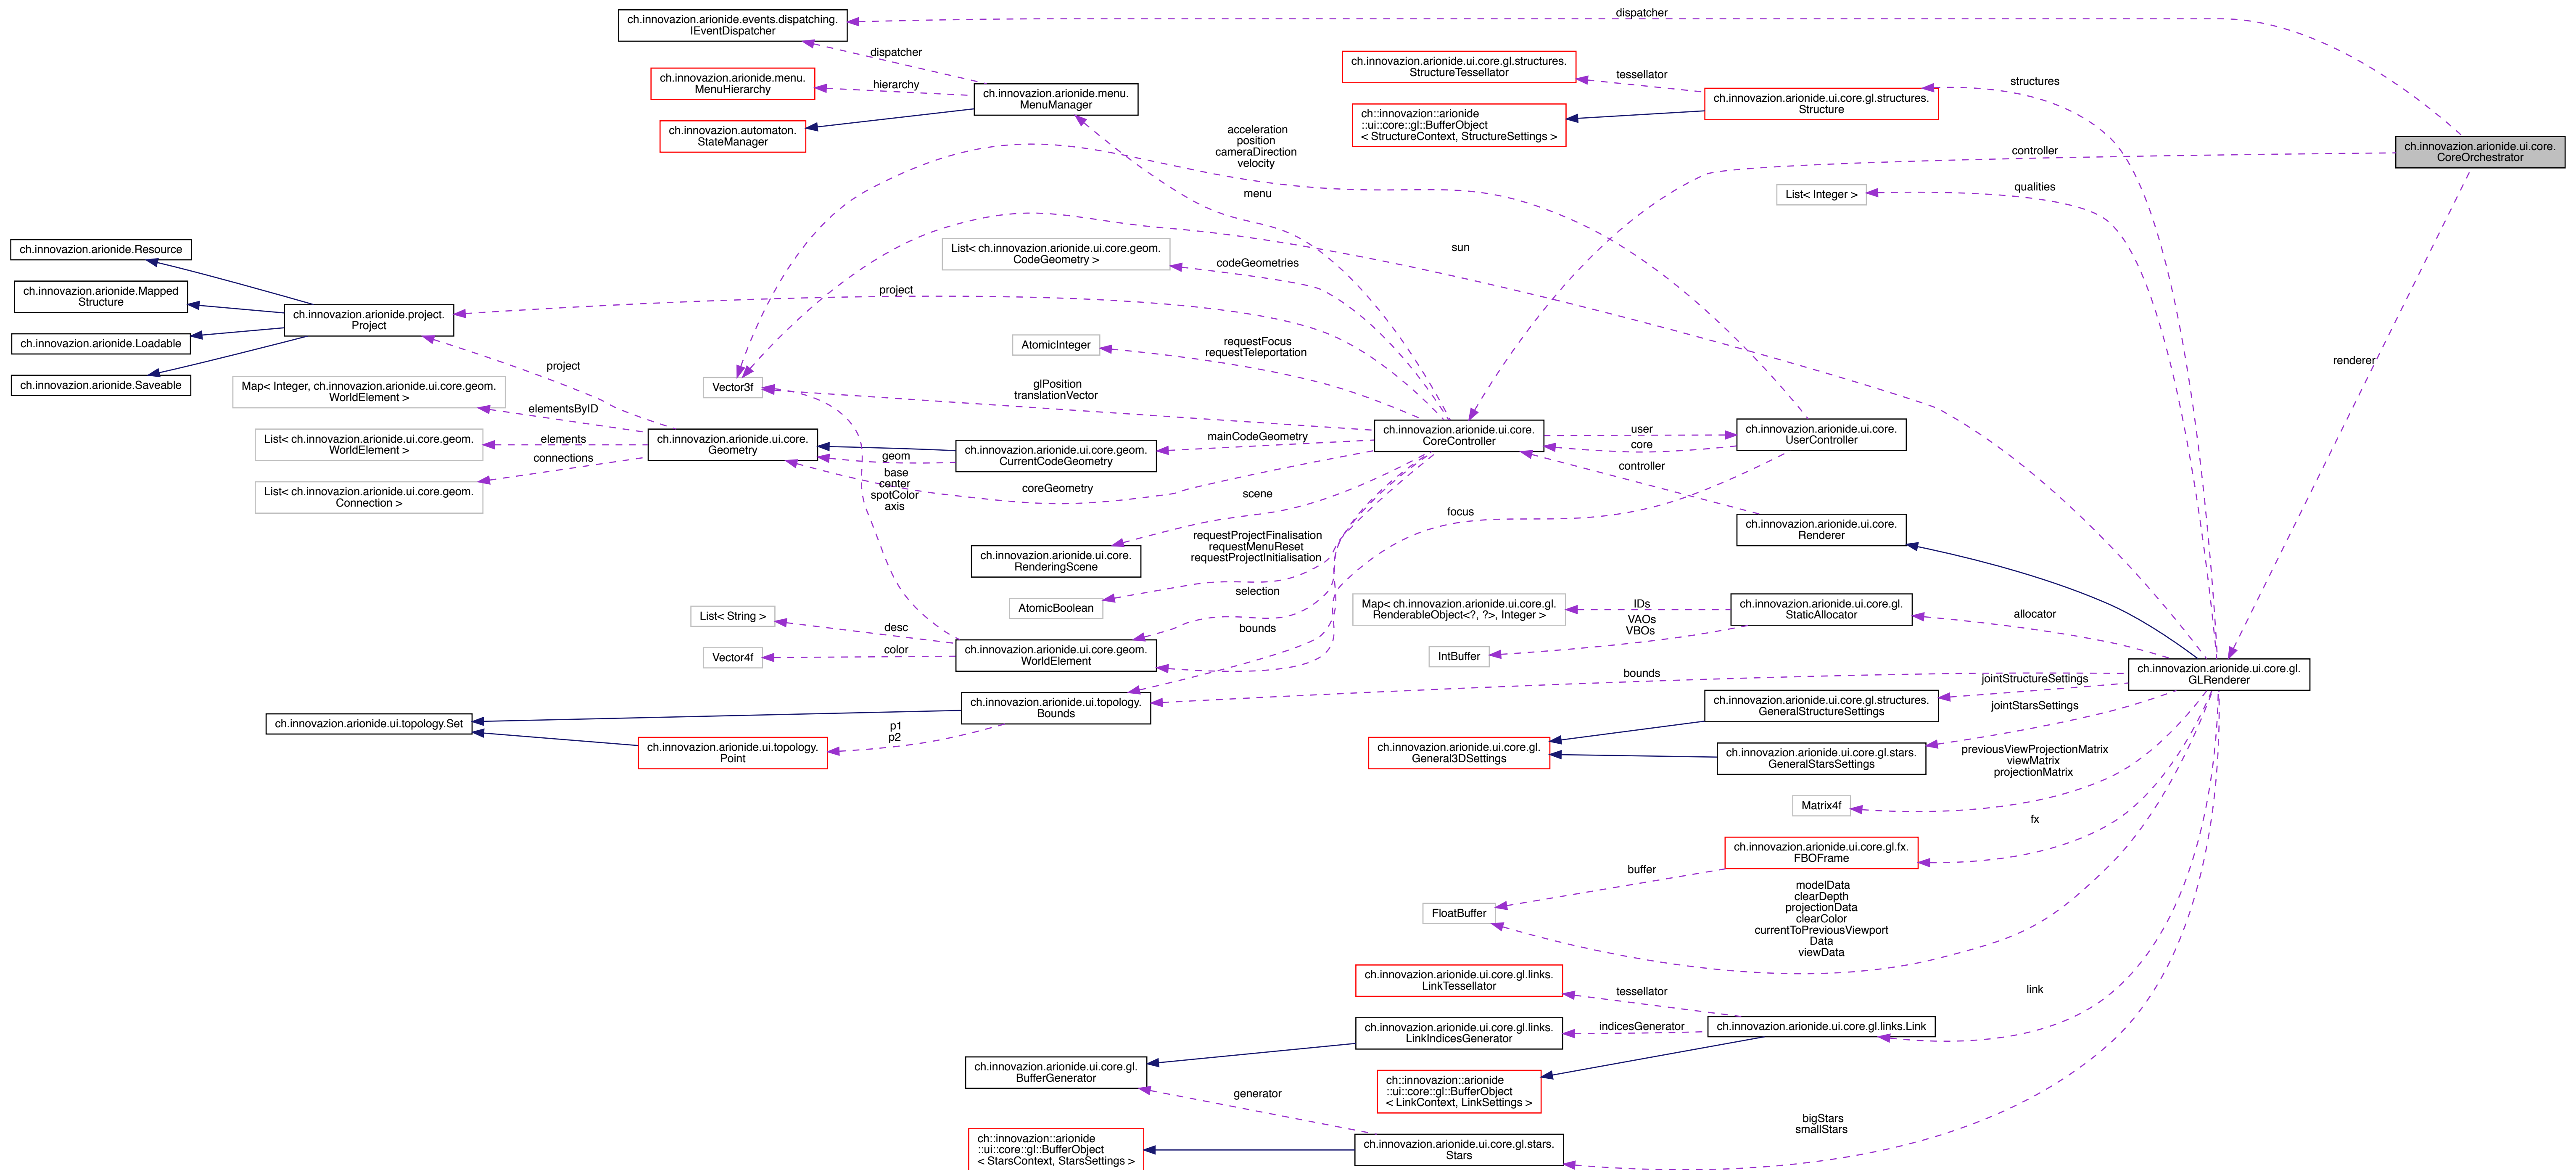 ch.innovazion.arionide.events.dispatching.
IEventDispatcher
dispatcher
dispatcher
ch.innovazion.arionide.ui.core.gl.structures.
StructureTessellator
tessellator
structures
ch.innovazion.arionide.menu.
MenuHierarchy
hierarchy
ch.innovazion.arionide.menu.
MenuManager
ch.innovazion.arionide.ui.core.gl.structures.
Structure
ch::innovazion::arionide
::ui::core::gl::BufferObject
< StructureContext, StructureSettings >
ch.innovazion.automaton.
StateManager
acceleration
position
cameraDirection
velocity
controller
ch.innovazion.arionide.ui.core.
CoreOrchestrator
menu
List< Integer >
qualities
ch.innovazion.arionide.Resource
List< ch.innovazion.arionide.ui.core.geom.
CodeGeometry >
codeGeometries
sun
ch.innovazion.arionide.Mapped
Structure
ch.innovazion.arionide.project.
Project
project
ch.innovazion.arionide.Loadable
AtomicInteger
requestFocus
requestTeleportation
renderer
ch.innovazion.arionide.Saveable
project
Map< Integer, ch.innovazion.arionide.ui.core.geom.
WorldElement >
elementsByID
Vector3f
glPosition
translationVector
List< ch.innovazion.arionide.ui.core.geom.
WorldElement >
elements
ch.innovazion.arionide.ui.core.
Geometry
geom
ch.innovazion.arionide.ui.core.geom.
CurrentCodeGeometry
mainCodeGeometry
ch.innovazion.arionide.ui.core.
CoreController
user
core
ch.innovazion.arionide.ui.core.
UserController
connections
List< ch.innovazion.arionide.ui.core.geom.
Connection >
base
center
spotColor
axis
coreGeometry
controller
scene
focus
ch.innovazion.arionide.ui.core.
RenderingScene
requestProjectFinalisation
requestMenuReset
requestProjectInitialisation
ch.innovazion.arionide.ui.core.
Renderer
AtomicBoolean
selection
Map< ch.innovazion.arionide.ui.core.gl.
RenderableObject<?, ?>, Integer >
IDs
VAOs
VBOs
ch.innovazion.arionide.ui.core.gl.
StaticAllocator
allocator
List< String >
desc
bounds
Vector4f
color
ch.innovazion.arionide.ui.core.geom.
WorldElement
IntBuffer
bounds
ch.innovazion.arionide.ui.core.gl.
GLRenderer
jointStructureSettings
ch.innovazion.arionide.ui.topology.
Bounds
ch.innovazion.arionide.ui.core.gl.structures.
GeneralStructureSettings
jointStarsSettings
ch.innovazion.arionide.ui.topology.Set
p1
p2
ch.innovazion.arionide.ui.topology.
Point
ch.innovazion.arionide.ui.core.gl.
General3DSettings
ch.innovazion.arionide.ui.core.gl.stars.
GeneralStarsSettings
previousViewProjectionMatrix
viewMatrix
projectionMatrix
Matrix4f
fx
ch.innovazion.arionide.ui.core.gl.fx.
FBOFrame
buffer
FloatBuffer
modelData
clearDepth
projectionData
clearColor
currentToPreviousViewport
Data
viewData
ch.innovazion.arionide.ui.core.gl.links.
LinkTessellator
tessellator
link
ch.innovazion.arionide.ui.core.gl.links.
LinkIndicesGenerator
indicesGenerator
ch.innovazion.arionide.ui.core.gl.links.Link
ch.innovazion.arionide.ui.core.gl.
BufferGenerator
generator
ch::innovazion::arionide
::ui::core::gl::BufferObject
< LinkContext, LinkSettings >
bigStars
smallStars
ch::innovazion::arionide
::ui::core::gl::BufferObject
< StarsContext, StarsSettings >
ch.innovazion.arionide.ui.core.gl.stars.
Stars